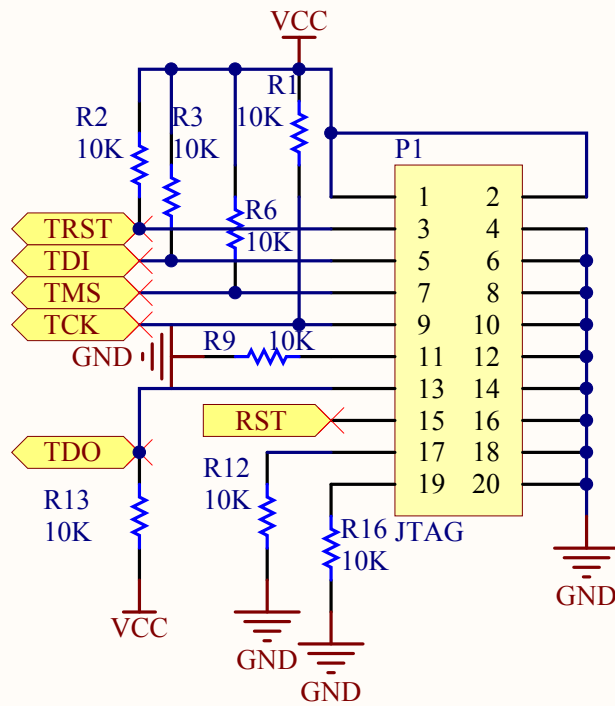 VCC
R2
10K
R3
10K
R1
10K
P1
R6
10K
TRST
TDI
TMS
TCK
GND
R9
10K
1 2
3 4
5 6
7 8
9 10
11 12
13 14
15 16
17 18
19 20
RST
TDO
R13
10K
R12
10K
R16
10K
JTAG
VCC
GND
GND
GND